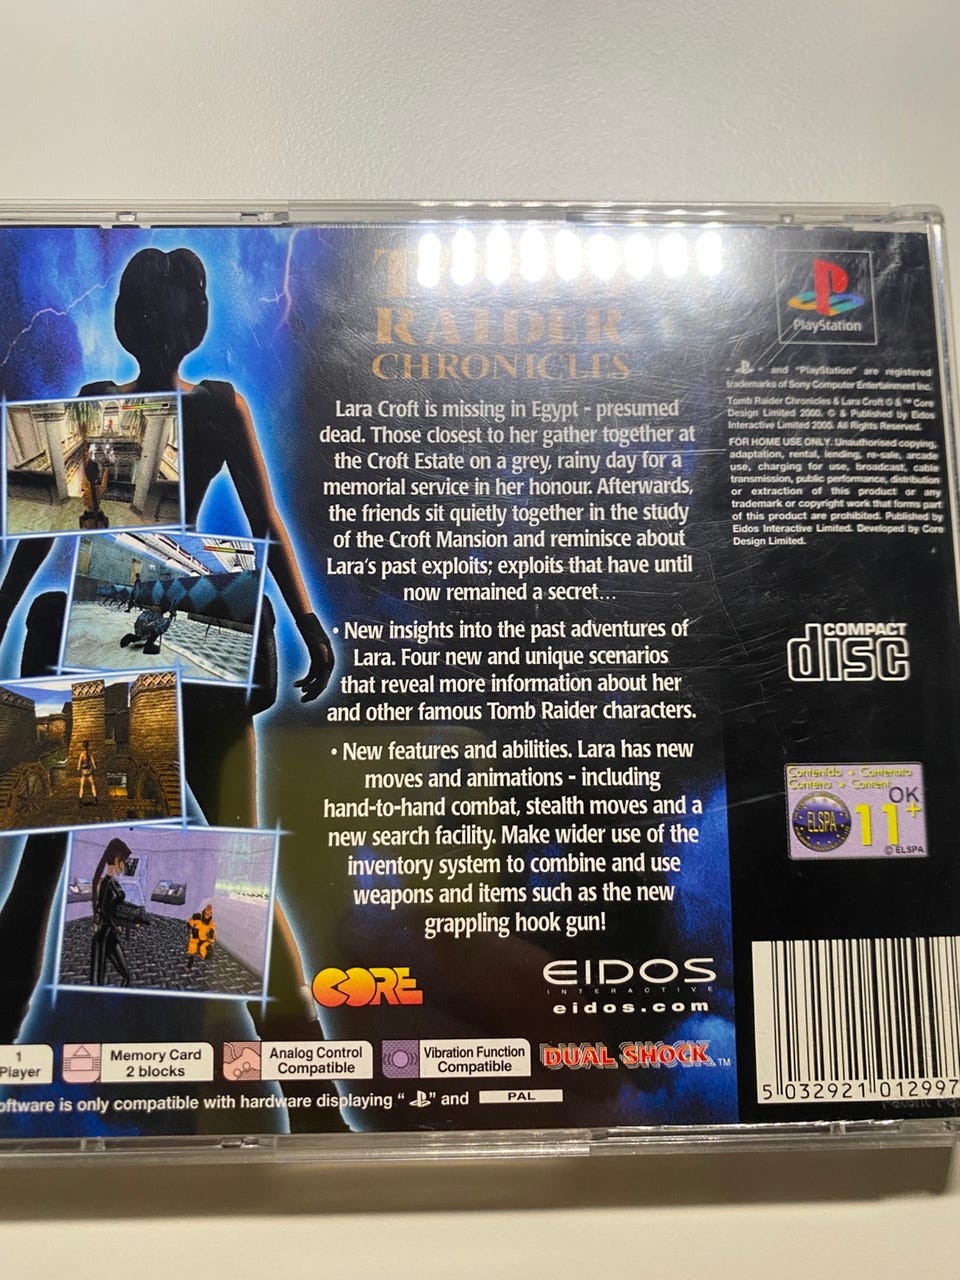 TOMB
RAIDER
CHRONICLES
Lara Croft is missing in Egypt - presumed
dead. Those closest to her gather together at
the Croft Estate on a grey, rainy day for a
memorial service in her honour. Afterwards,
the friends sit quietly together in the study
of the Croft Mansion and reminisce about
Lara's past exploits; exploits that have until
now remained a secret...
• New insights into the past adventures of
Lara. Four new and unique scenarios
that reveal more information about her
and other famous Tomb Raider characters.
• New features and abilities. Lara has new
moves and animations - including
hand-to-hand combat, stealth moves and a
new search facility. Make wider use of the
inventory system to combine and use
weapons and items such as the new
grappling hook gun!
CORE
EIDOS
INTERACTIVE
eidos.com
PlayStation
" " and "PlayStation" are registered
trademarks of Sony Computer Entertainment Inc.
Tomb Raider Chronicles & Lara Croft © & ™ Core
Design Limited 2000. © & Published by Eidos
Interactive Limited 2000. All Rights Reserved.
FOR HOME USE ONLY. Unauthorised copying,
adaptation, rental, lending, re-sale, arcade
use, charging for use, broadcast, cable
transmission, public performance, distribution
or extraction of this product or any
trademark or copyright work that forms part
of this product are prohibited. Published by
Eidos Interactive Limited. Developed by Core
Design Limited.
COMPACT
disc
Contenido • Contenuto
Contenu • Content
OK
ELSPA
11+
© ELSPA
1
Player
Memory Card
2 blocks
Analog Control
Compatible
Vibration Function
Compatible
DUAL SHOCK™
oftware is only compatible with hardware displaying " " and PAL
5 032921 012997